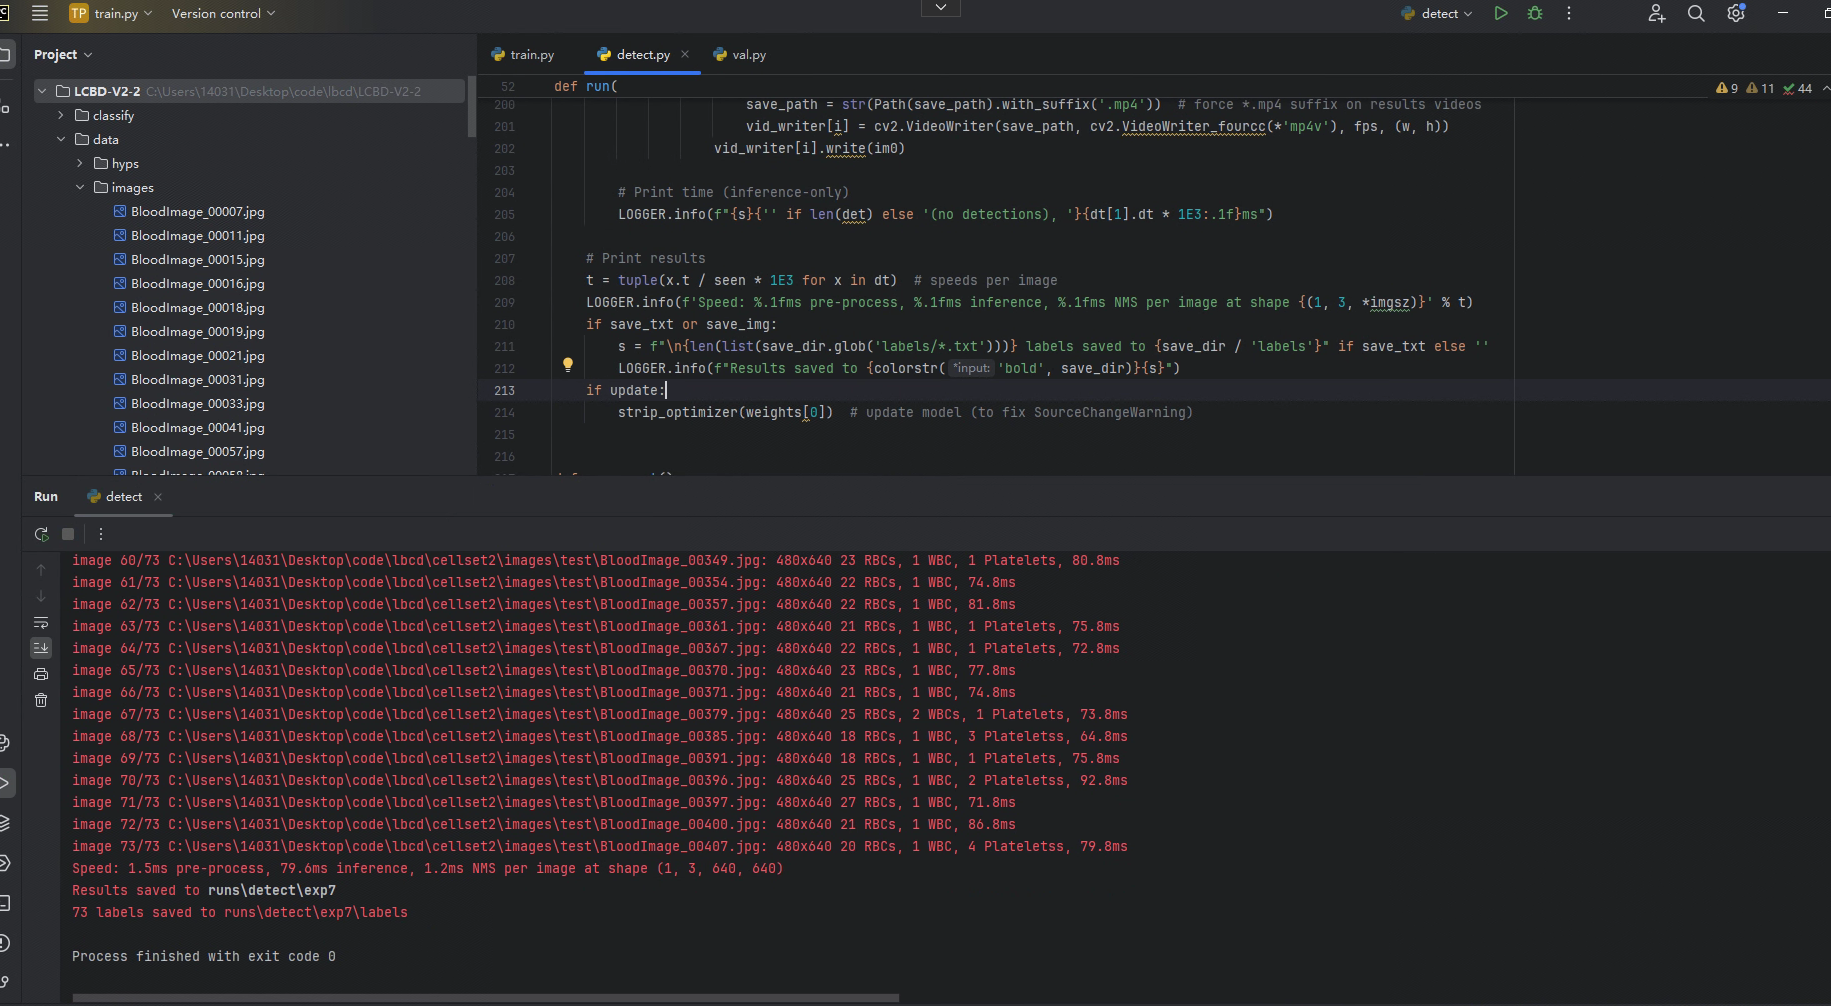 TP train.py Version control
detect
Project
LCBD-V2-2 C:\Users\14031\Desktop\code\lbcd\LCBD-V2-2
classify
data
hyps
images
BloodImage_00007.jpg
BloodImage_00011.jpg
BloodImage_00015.jpg
BloodImage_00016.jpg
BloodImage_00018.jpg
BloodImage_00019.jpg
BloodImage_00021.jpg
BloodImage_00031.jpg
BloodImage_00033.jpg
BloodImage_00041.jpg
BloodImage_00057.jpg
BloodImage_00058.jpg
train.py detect.py val.py
9 11 44
52 def run(
200 save_path = str(Path(save_path).with_suffix('.mp4')) # force *.mp4 suffix on results videos
201 vid_writer[i] = cv2.VideoWriter(save_path, cv2.VideoWriter_fourcc(*'mp4v'), fps, (w, h))
202 vid_writer[i].write(im0)
203
204 # Print time (inference-only)
205 LOGGER.info(f"{s}{'' if len(det) else '(no detections), '}{dt[1].dt * 1E3:.1f}ms")
206
207 # Print results
208 t = tuple(x.t / seen * 1E3 for x in dt) # speeds per image
209 LOGGER.info(f'Speed: %.1fms pre-process, %.1fms inference, %.1fms NMS per image at shape {(1, 3, *imgsz)}' % t)
210 if save_txt or save_img:
211 s = f"\n{len(list(save_dir.glob('labels/*.txt')))} labels saved to {save_dir / 'labels'}" if save_txt else ''
212 LOGGER.info(f"Results saved to {colorstr( *input: 'bold', save_dir)}{s}")
213 if update:
214 strip_optimizer(weights[0]) # update model (to fix SourceChangeWarning)
215
216
Run detect
image 60/73 C:\Users\14031\Desktop\code\lbcd\cellset2\images\test\BloodImage_00349.jpg: 480x640 23 RBCs, 1 WBC, 1 Platelets, 80.8ms
image 61/73 C:\Users\14031\Desktop\code\lbcd\cellset2\images\test\BloodImage_00354.jpg: 480x640 22 RBCs, 1 WBC, 74.8ms
image 62/73 C:\Users\14031\Desktop\code\lbcd\cellset2\images\test\BloodImage_00357.jpg: 480x640 22 RBCs, 1 WBC, 81.8ms
image 63/73 C:\Users\14031\Desktop\code\lbcd\cellset2\images\test\BloodImage_00361.jpg: 480x640 21 RBCs, 1 WBC, 1 Platelets, 75.8ms
image 64/73 C:\Users\14031\Desktop\code\lbcd\cellset2\images\test\BloodImage_00367.jpg: 480x640 22 RBCs, 1 WBC, 1 Platelets, 72.8ms
image 65/73 C:\Users\14031\Desktop\code\lbcd\cellset2\images\test\BloodImage_00370.jpg: 480x640 23 RBCs, 1 WBC, 77.8ms
image 66/73 C:\Users\14031\Desktop\code\lbcd\cellset2\images\test\BloodImage_00371.jpg: 480x640 21 RBCs, 1 WBC, 74.8ms
image 67/73 C:\Users\14031\Desktop\code\lbcd\cellset2\images\test\BloodImage_00379.jpg: 480x640 25 RBCs, 2 WBCs, 1 Platelets, 73.8ms
image 68/73 C:\Users\14031\Desktop\code\lbcd\cellset2\images\test\BloodImage_00385.jpg: 480x640 18 RBCs, 1 WBC, 3 Plateletss, 64.8ms
image 69/73 C:\Users\14031\Desktop\code\lbcd\cellset2\images\test\BloodImage_00391.jpg: 480x640 18 RBCs, 1 WBC, 1 Platelets, 75.8ms
image 70/73 C:\Users\14031\Desktop\code\lbcd\cellset2\images\test\BloodImage_00396.jpg: 480x640 25 RBCs, 1 WBC, 2 Plateletss, 92.8ms
image 71/73 C:\Users\14031\Desktop\code\lbcd\cellset2\images\test\BloodImage_00397.jpg: 480x640 27 RBCs, 1 WBC, 71.8ms
image 72/73 C:\Users\14031\Desktop\code\lbcd\cellset2\images\test\BloodImage_00400.jpg: 480x640 21 RBCs, 1 WBC, 86.8ms
image 73/73 C:\Users\14031\Desktop\code\lbcd\cellset2\images\test\BloodImage_00407.jpg: 480x640 20 RBCs, 1 WBC, 4 Plateletss, 79.8ms
Speed: 1.5ms pre-process, 79.6ms inference, 1.2ms NMS per image at shape (1, 3, 640, 640)
Results saved to runs\detect\exp7
73 labels saved to runs\detect\exp7\labels
Process finished with exit code 0